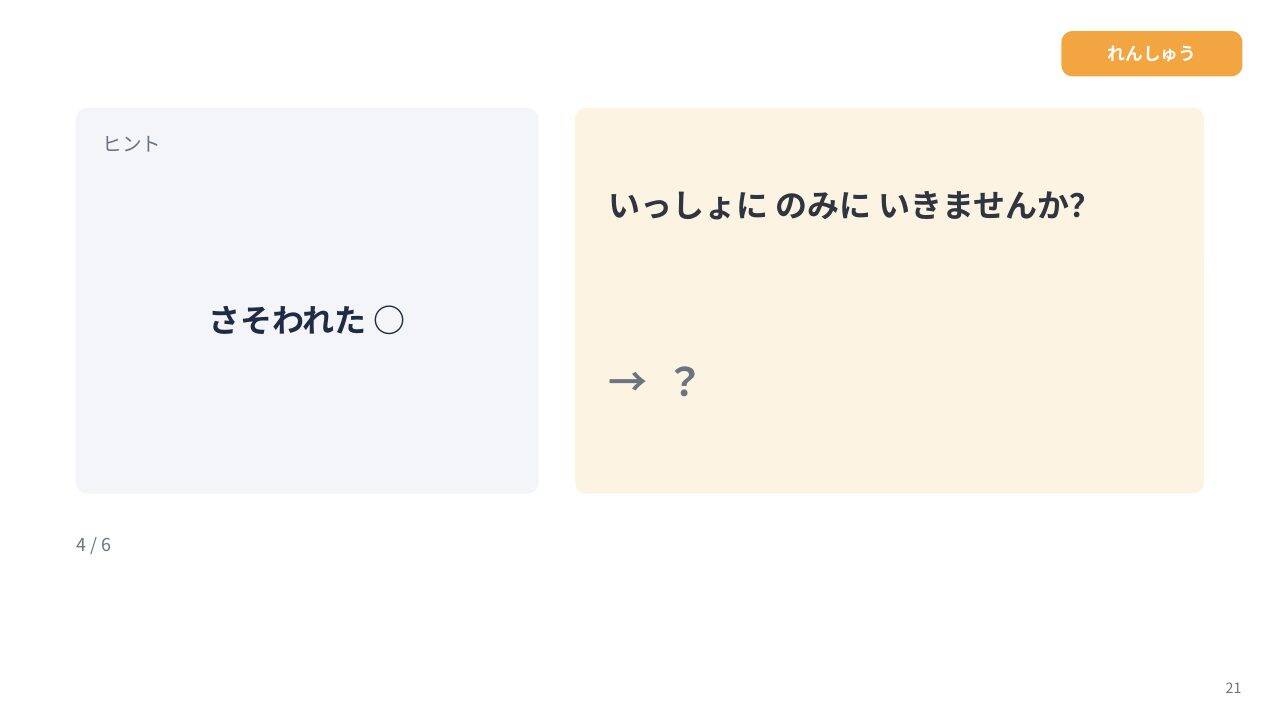 れんしゅう
ヒント
さそわれた ○
いっしょに のみに いきませんか?
→ ？
4 / 6
21